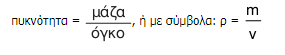 πυκνότητα = μάζα / όγκο, ή με σύμβολα: ρ = m / v